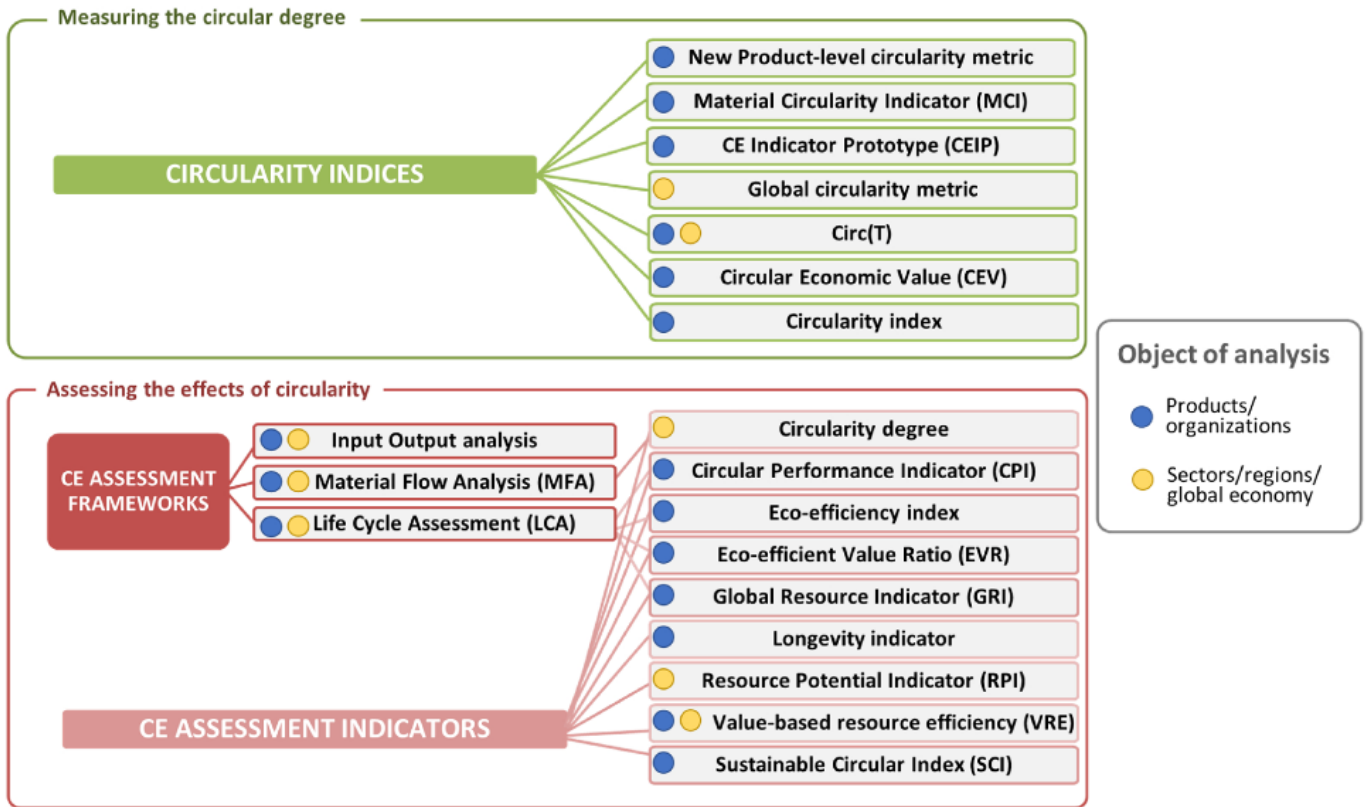 Measuring the circular degree
CIRCULARITY INDICES
New Product-level circularity metric
Material Circularity Indicator (MCI)
CE Indicator Prototype (CEIP)
Global circularity metric
Circ(T)
Circular Economic Value (CEV)
Circularity index
Assessing the effects of circularity
CE ASSESSMENT
FRAMEWORKS
Input Output analysis
Material Flow Analysis (MFA)
Life Cycle Assessment (LCA)
CE ASSESSMENT INDICATORS
Circularity degree
Circular Performance Indicator (CPI)
Eco-efficiency index
Eco-efficient Value Ratio (EVR)
Global Resource Indicator (GRI)
Longevity indicator
Resource Potential Indicator (RPI)
Value-based resource efficiency (VRE)
Sustainable Circular Index (SCI)
Object of analysis
Products/
organizations
Sectors/regions/
global economy